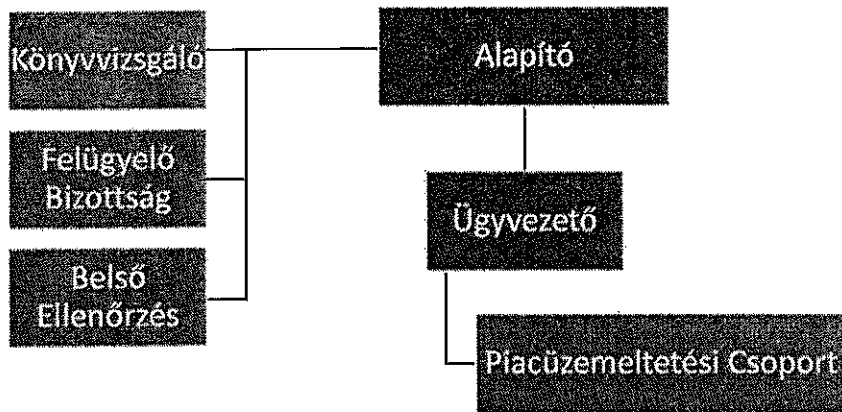 Könyvvizsgáló
Alapító
Felügyelő
Bizottság
Ügyvezető
Belső
Ellenőrzés
Piacüzemeltetési Csoport